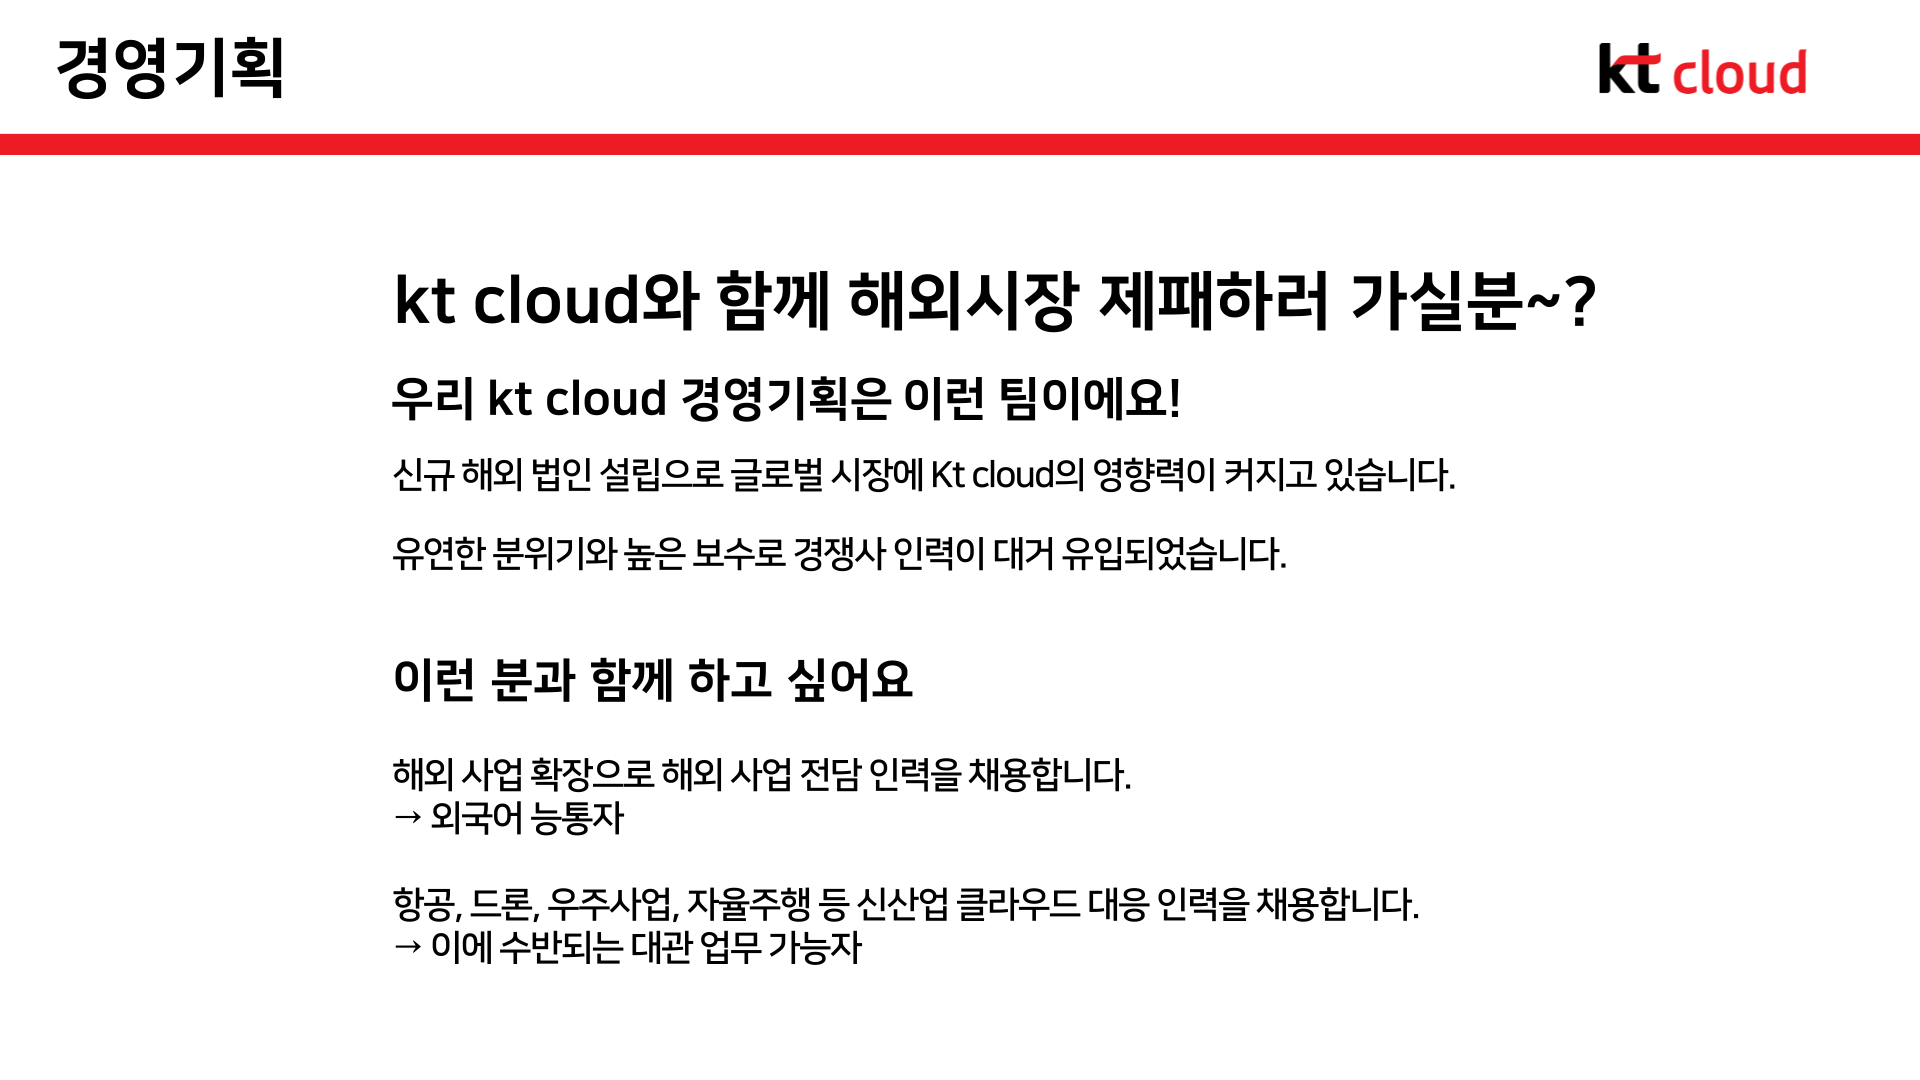 경영기획
kt cloud
kt cloud와 함께 해외시장 제패하러 가실분~?
우리 kt cloud 경영기획은 이런 팀이에요!
신규 해외 법인 설립으로 글로벌 시장에 Kt cloud의 영향력이 커지고 있습니다.
유연한 분위기와 높은 보수로 경쟁사 인력이 대거 유입되었습니다.
이런 분과 함께 하고 싶어요
해외 사업 확장으로 해외 사업 전담 인력을 채용합니다.
→ 외국어 능통자
항공, 드론, 우주사업, 자율주행 등 신산업 클라우드 대응 인력을 채용합니다.
→ 이에 수반되는 대관 업무 가능자